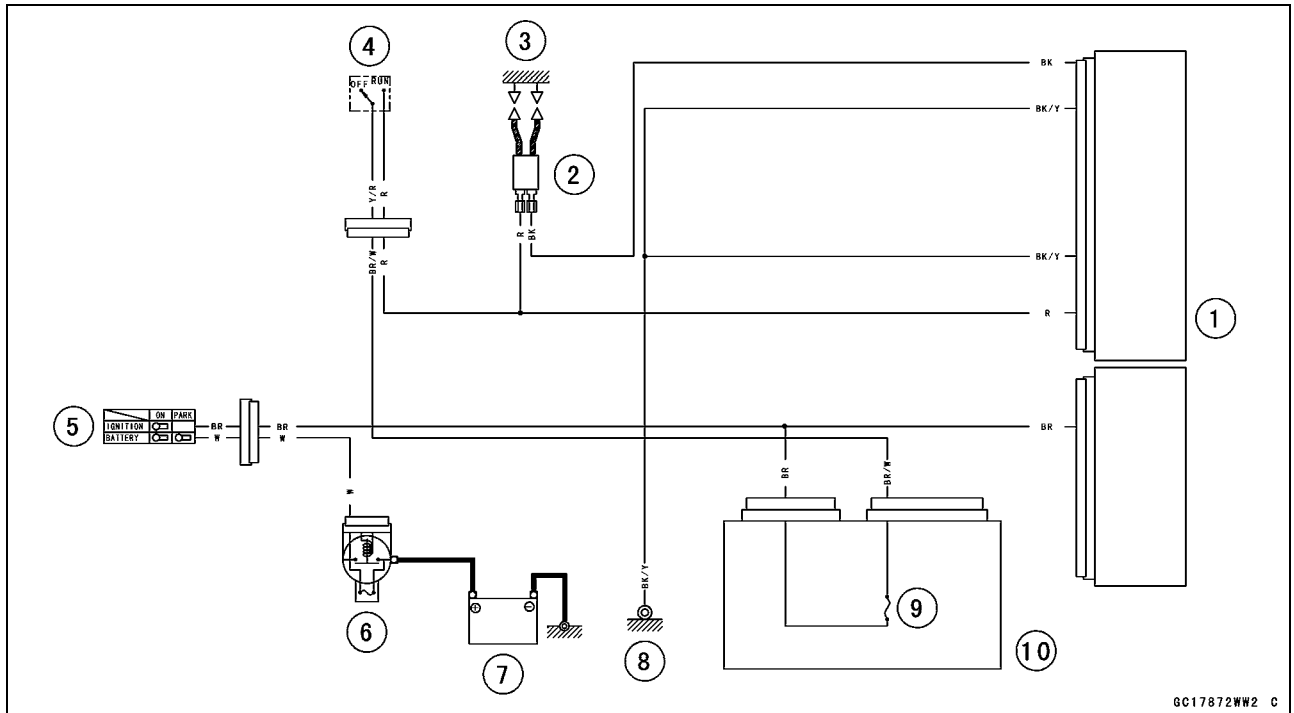 4
3
OFF RUN
BK
BK/Y
2
Y/R
R
R
BK
BR/W
R
BK/Y
R
1
5
ON PARK
IGNITION
BATTERY
BR
W
BR
W
BR
W
BR
BR/W
BK/Y
6
+
−
7
8
9
10
GC17872WW2 C